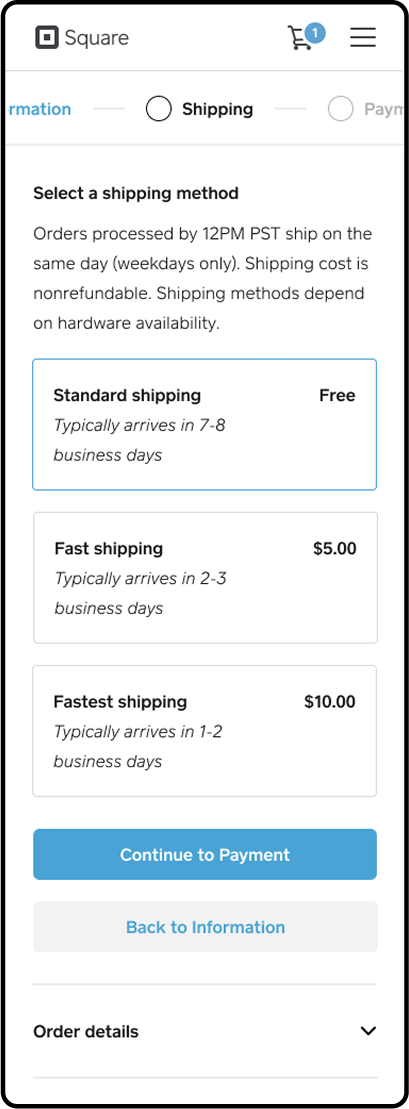 Square
1
rmation
Shipping
Paym
Select a shipping method
Orders processed by 12PM PST ship on the
same day (weekdays only). Shipping cost is
nonrefundable. Shipping methods depend
on hardware availability.
Standard shipping Free
Typically arrives in 7-8
business days
Fast shipping $5.00
Typically arrives in 2-3
business days
Fastest shipping $10.00
Typically arrives in 1-2
business days
Continue to Payment
Back to Information
Order details